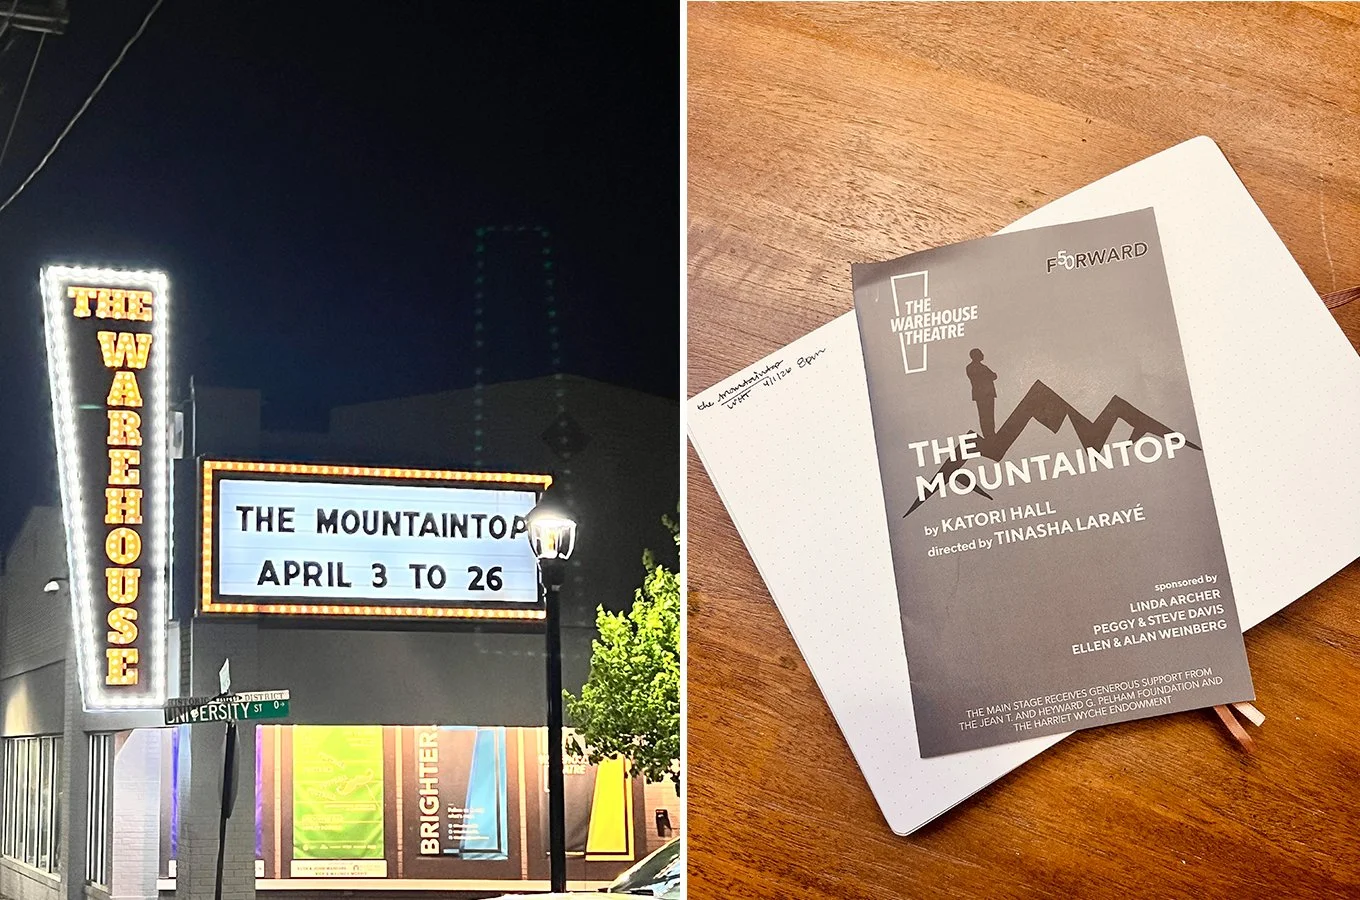 THE
WAREHOUSE
THE MOUNTAINTOP
APRIL 3 TO 26
DISTRICT
UNIVERSITY ST 0→
BRIGHTER
the mountaintop
WHT 4/1/26 8pm
F50RWARD
THE
WAREHOUSE
THEATRE
THE
MOUNTAINTOP
by KATORI HALL
directed by TINASHA LARAYÉ
sponsored by
LINDA ARCHER
PEGGY & STEVE DAVIS
ELLEN & ALAN WEINBERG
THE MAIN STAGE RECEIVES GENEROUS SUPPORT FROM
THE JEAN T. AND HEYWARD G. PELHAM FOUNDATION AND
THE HARRIET WYCHE ENDOWMENT